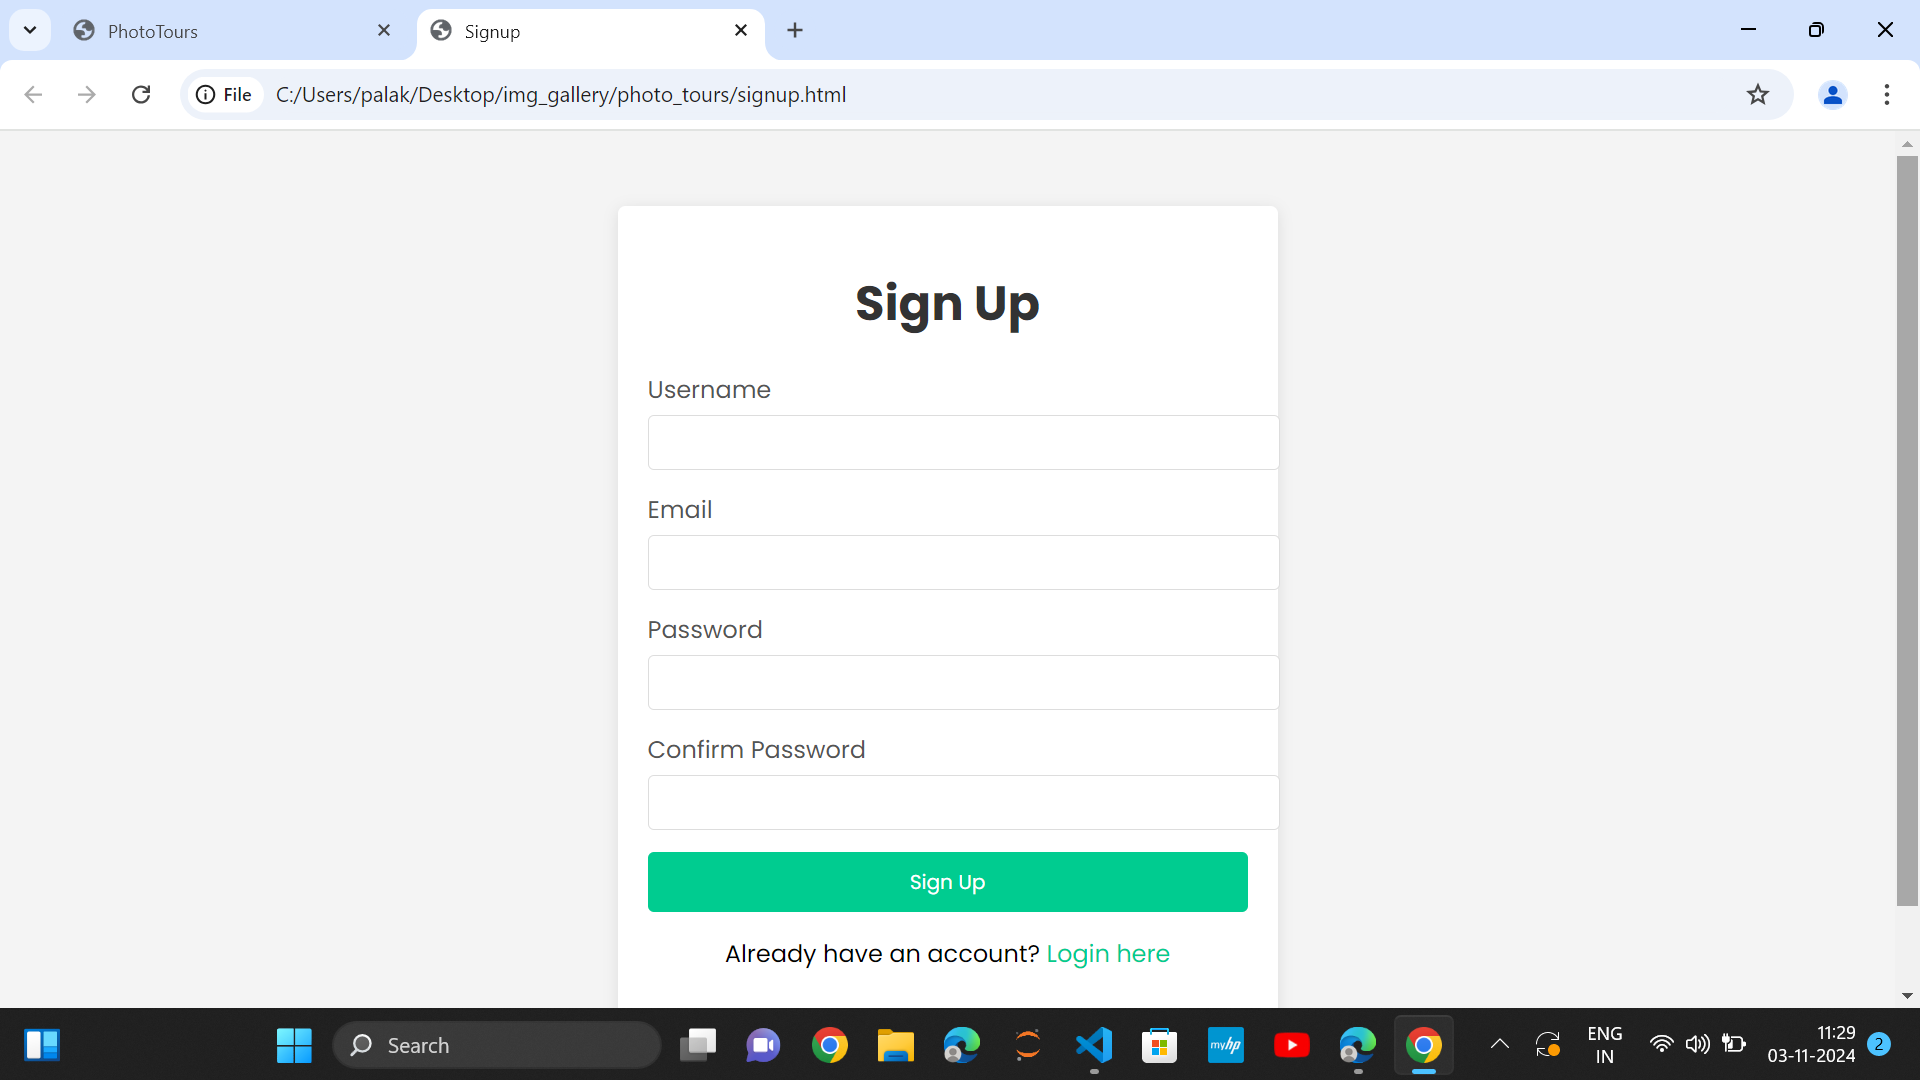 PhotoTours
Signup
File C:/Users/palak/Desktop/img_gallery/photo_tours/signup.html
Sign Up
Username
Email
Password
Confirm Password
Sign Up
Already have an account? Login here
Search
myhp
ENG
IN
11:29
03-11-2024
2